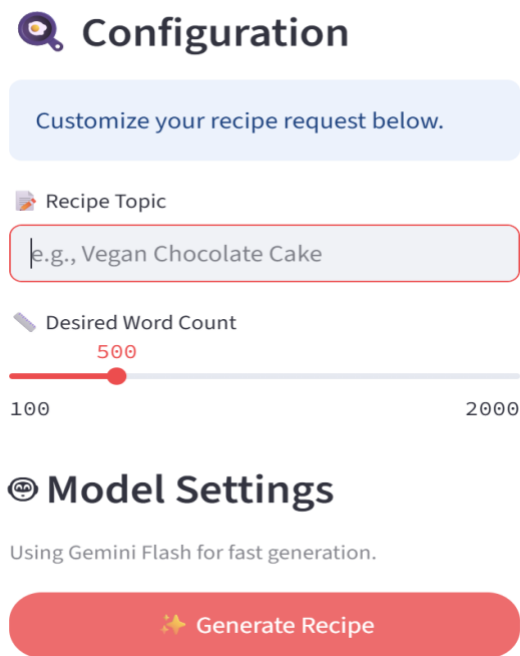 Configuration
Customize your recipe request below.
Recipe Topic
e.g., Vegan Chocolate Cake
Desired Word Count
500
100 2000
Model Settings
Using Gemini Flash for fast generation.
Generate Recipe